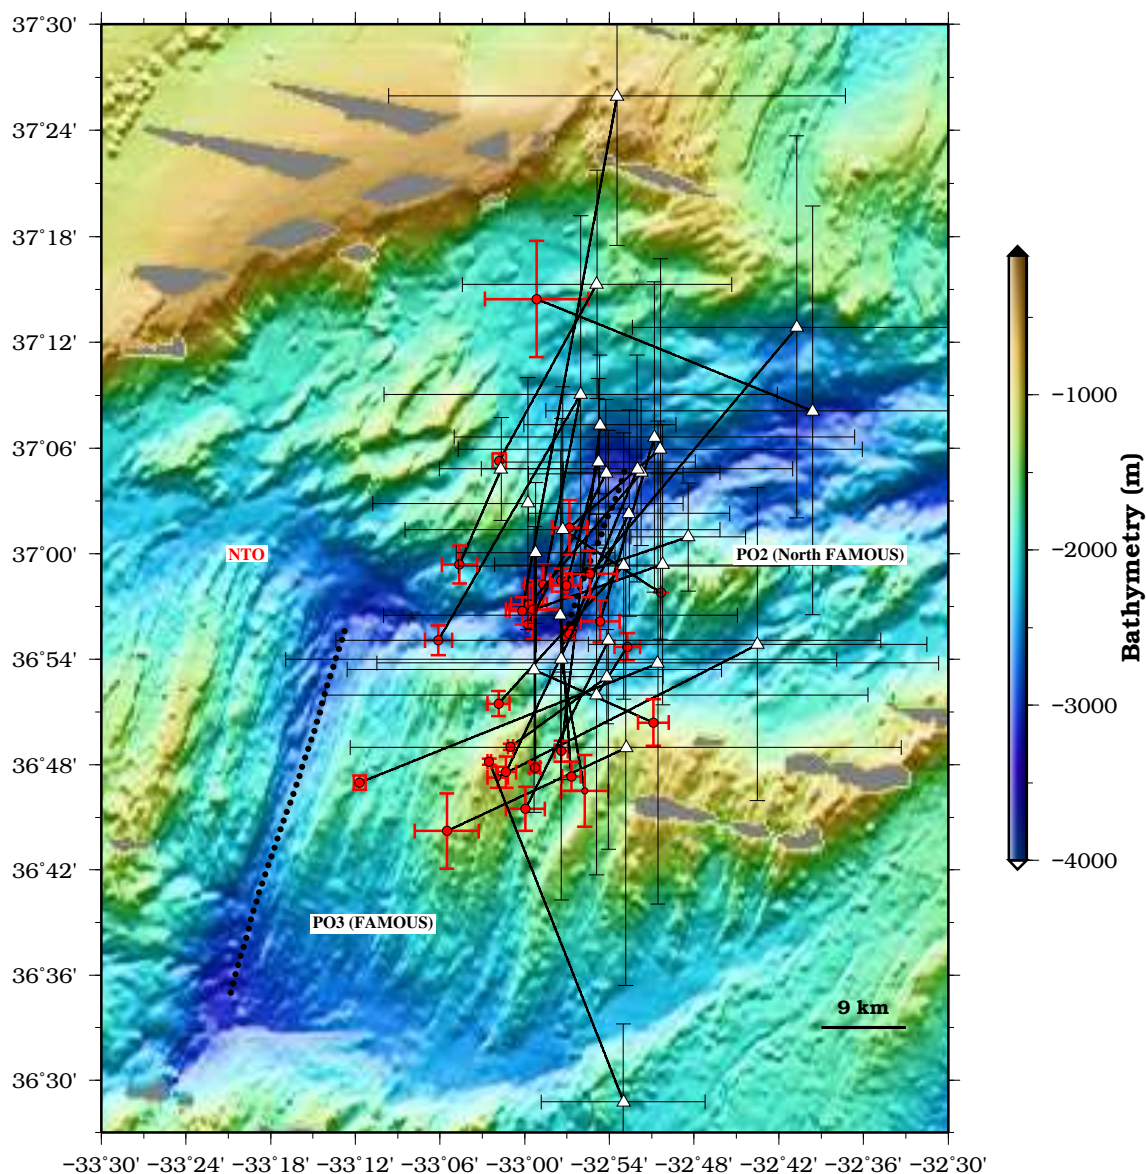 37°30'
37°24'
37°18'
37°12'
37°06'
37°00'
36°54'
36°48'
36°42'
36°36'
36°30'
NTO
PO2 (North FAMOUS)
PO3 (FAMOUS)
9 km
−33°30' −33°24' −33°18' −33°12' −33°06' −33°00' −32°54' −32°48' −32°42' −32°36' −32°30'
−1000
−2000
−3000
−4000
Bathymetry (m)